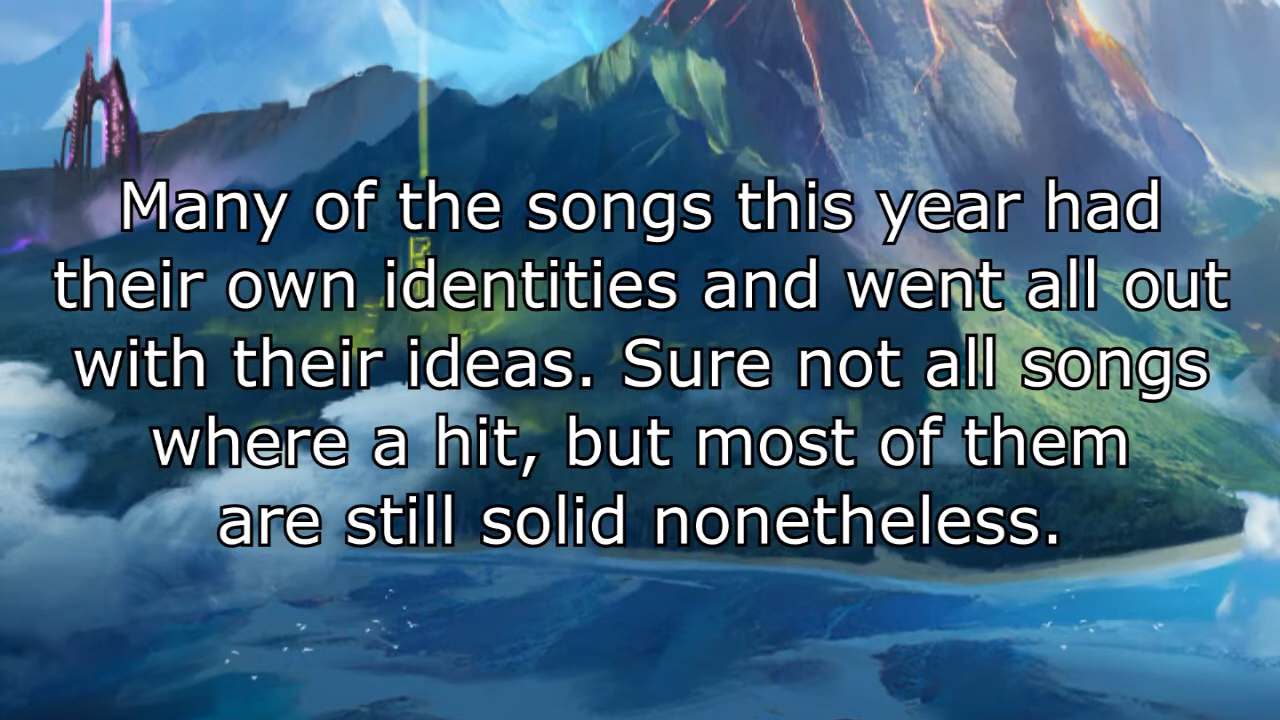 Many of the songs this year had
their own identities and went all out
with their ideas. Sure not all songs
where a hit, but most of them
are still solid nonetheless.